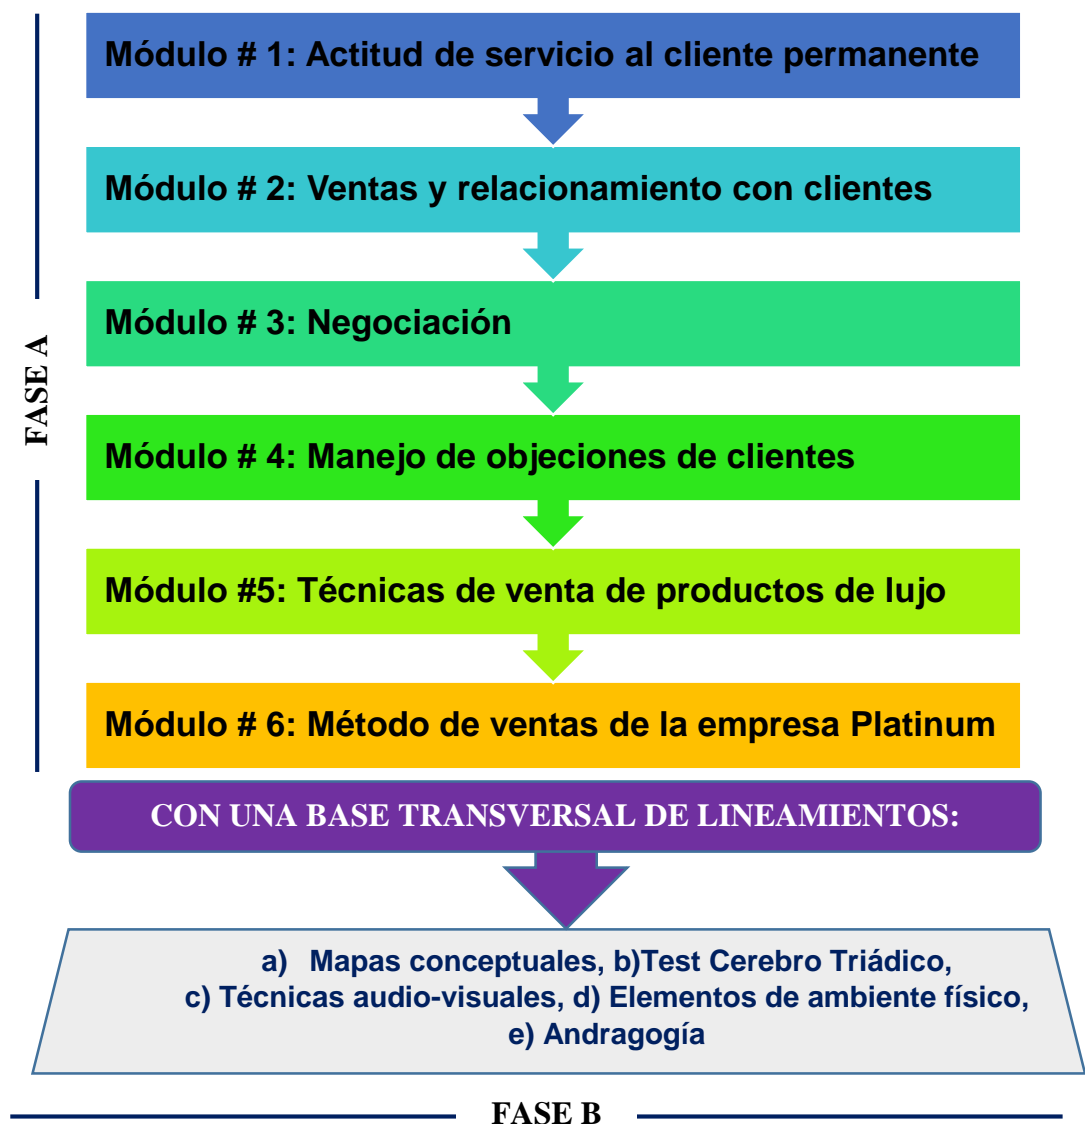 Módulo # 1: Actitud de servicio al cliente permanente
Módulo # 2: Ventas y relacionamiento con clientes
Módulo # 3: Negociación
FASE A
Módulo # 4: Manejo de objeciones de clientes
Módulo #5: Técnicas de venta de productos de lujo
Módulo # 6: Método de ventas de la empresa Platinum
CON UNA BASE TRANSVERSAL DE LINEAMIENTOS:
a) Mapas conceptuales, b)Test Cerebro Triádico,
c) Técnicas audio-visuales, d) Elementos de ambiente físico,
e) Andragogía
FASE B